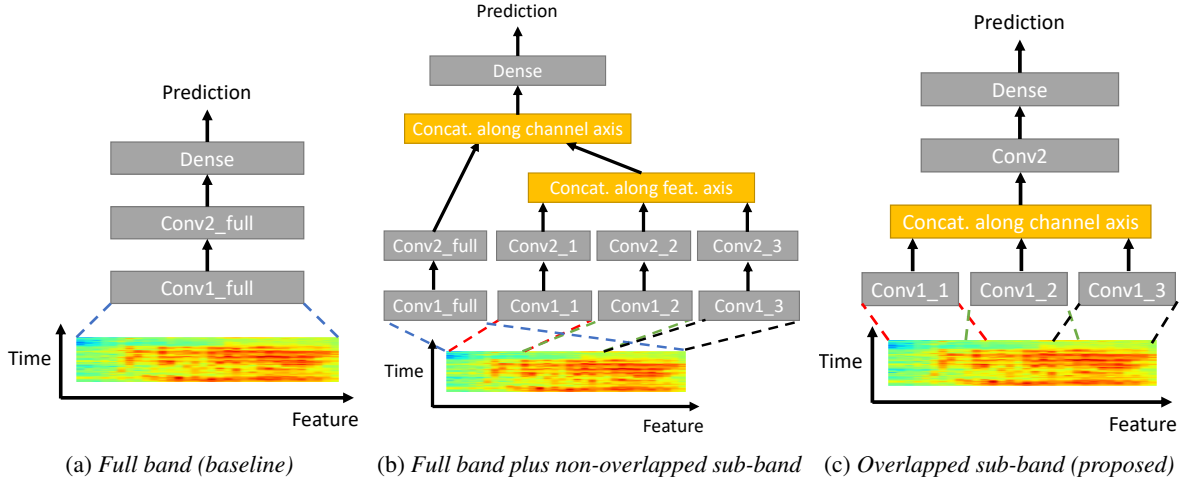 Prediction
Dense
Conv2_full
Conv1_full
Time
Feature
(a) Full band (baseline)
Prediction
Dense
Concat. along channel axis
Concat. along feat. axis
Conv2_full Conv2_1 Conv2_2 Conv2_3
Conv1_full Conv1_1 Conv1_2 Conv1_3
Time
Feature
(b) Full band plus non-overlapped sub-band
Prediction
Dense
Conv2
Concat. along channel axis
Conv1_1 Conv1_2 Conv1_3
Time
Feature
(c) Overlapped sub-band (proposed)